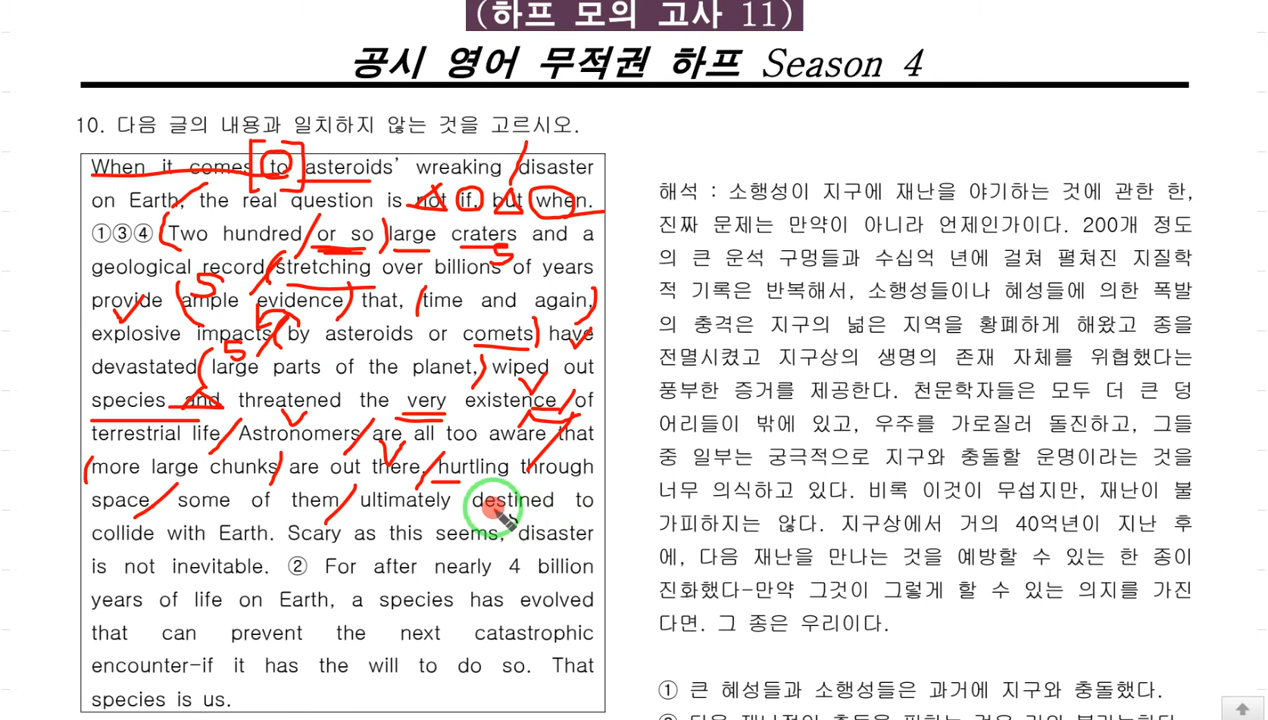 (하프 모의 고사 11)
공시 영어 무적권 하프 Season 4
10. 다음 글의 내용과 일치하지 않는 것을 고르시오.
When it comes to asteroids' wreaking disaster
on Earth, the real question is not if, but when.
①③④ Two hundred or so large craters and a
geological record stretching over billions of years
provide ample evidence that, time and again,
explosive impacts by asteroids or comets have
devastated large parts of the planet, wiped out
species and threatened the very existence of
terrestrial life. Astronomers are all too aware that
more large chunks are out there, hurtling through
space, some of them ultimately destined to
collide with Earth. Scary as this seems, disaster
is not inevitable. ② For after nearly 4 billion
years of life on Earth, a species has evolved
that can prevent the next catastrophic
encounter-if it has the will to do so. That
species is us.
해석 : 소행성이 지구에 재난을 야기하는 것에 관한 한,
진짜 문제는 만약이 아니라 언제인가이다. 200개 정도
의 큰 운석 구멍들과 수십억 년에 걸쳐 펼쳐진 지질학
적 기록은 반복해서, 소행성들이나 혜성들에 의한 폭발
의 충격은 지구의 넒은 지역을 황폐하게 해왔고 종을
전멸시켰고 지구상의 생명의 존재 자체를 위협했다는
풍부한 증거를 제공한다. 천문학자들은 모두 더 큰 덩
어리들이 밖에 있고, 우주를 가로질러 돌진하고, 그들
중 일부는 궁극적으로 지구와 충돌할 운명이라는 것을
너무 의식하고 있다. 비록 이것이 무섭지만, 재난이 불
가피하지는 않다. 지구상에서 거의 40억년이 지난 후
에, 다음 재난을 만나는 것을 예방할 수 있는 한 종이
진화했다-만약 그것이 그렇게 할 수 있는 의지를 가진
다면. 그 종은 우리이다.
① 큰 혜성들과 소행성들은 과거에 지구와 충돌했다.